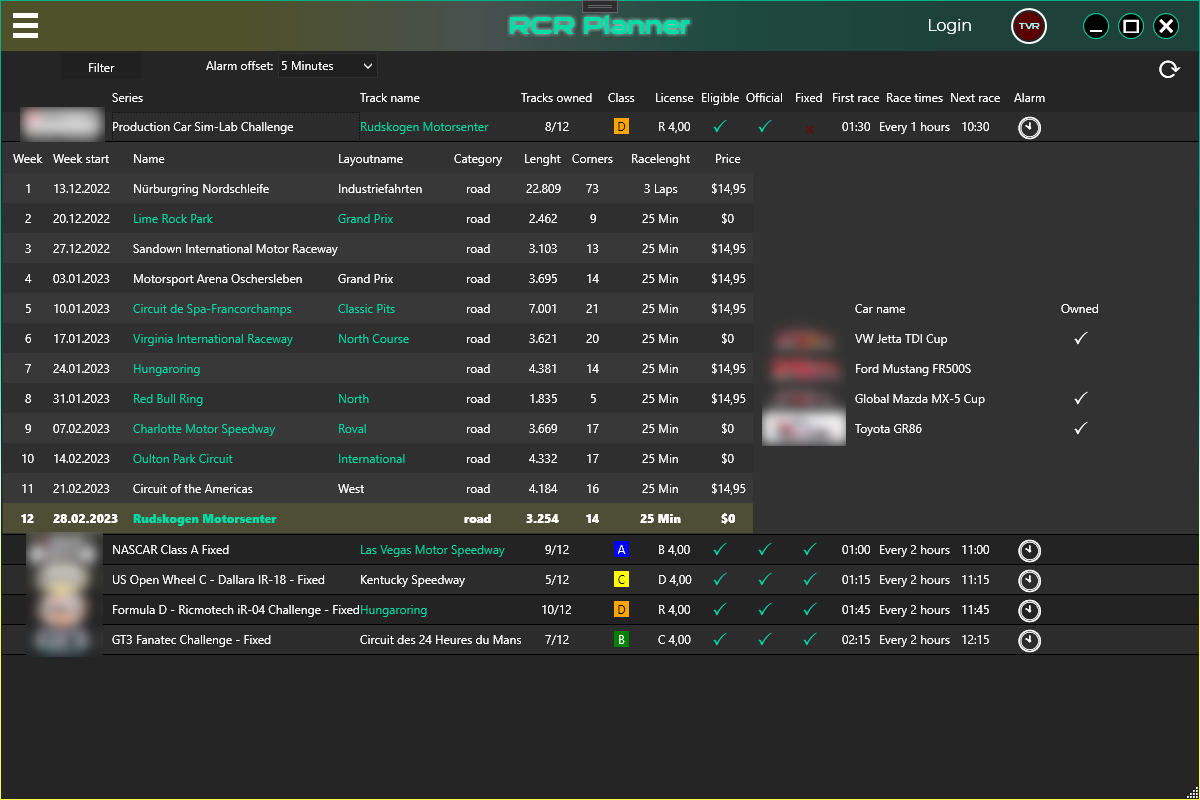 RCR Planner Login TVR
Filter Alarm offset: 5 Minutes
Series Track name Tracks owned Class License Eligible Official Fixed First race Race times Next race Alarm
Production Car Sim-Lab Challenge Rudskogen Motorsenter 8/12 D R 4,00 01:30 Every 1 hours 10:30
Week Week start Name Layoutname Category Lenght Corners Racelenght Price
1 13.12.2022 Nürburgring Nordschleife Industriefahrten road 22.809 73 3 Laps $14,95
2 20.12.2022 Lime Rock Park Grand Prix road 2.462 9 25 Min $0
3 27.12.2022 Sandown International Motor Raceway road 3.103 13 25 Min $14,95
4 03.01.2023 Motorsport Arena Oschersleben Grand Prix road 3.695 14 25 Min $14,95
5 10.01.2023 Circuit de Spa-Francorchamps Classic Pits road 7.001 21 25 Min $14,95
6 17.01.2023 Virginia International Raceway North Course road 3.621 20 25 Min $0
7 24.01.2023 Hungaroring road 4.381 14 25 Min $14,95
8 31.01.2023 Red Bull Ring North road 1.835 5 25 Min $14,95
9 07.02.2023 Charlotte Motor Speedway Roval road 3.669 17 25 Min $0
10 14.02.2023 Oulton Park Circuit International road 4.332 17 25 Min $0
11 21.02.2023 Circuit of the Americas West road 4.184 16 25 Min $14,95
12 28.02.2023 Rudskogen Motorsenter road 3.254 14 25 Min $0
Car name Owned
VW Jetta TDI Cup
Ford Mustang FR500S
Global Mazda MX-5 Cup
Toyota GR86
NASCAR Class A Fixed Las Vegas Motor Speedway 9/12 A B 4,00 01:00 Every 2 hours 11:00
US Open Wheel C - Dallara IR-18 - Fixed Kentucky Speedway 5/12 C D 4,00 01:15 Every 2 hours 11:15
Formula D - Ricmotech iR-04 Challenge - Fixed Hungaroring 10/12 D R 4,00 01:45 Every 2 hours 11:45
GT3 Fanatec Challenge - Fixed Circuit des 24 Heures du Mans 7/12 B C 4,00 02:15 Every 2 hours 12:15